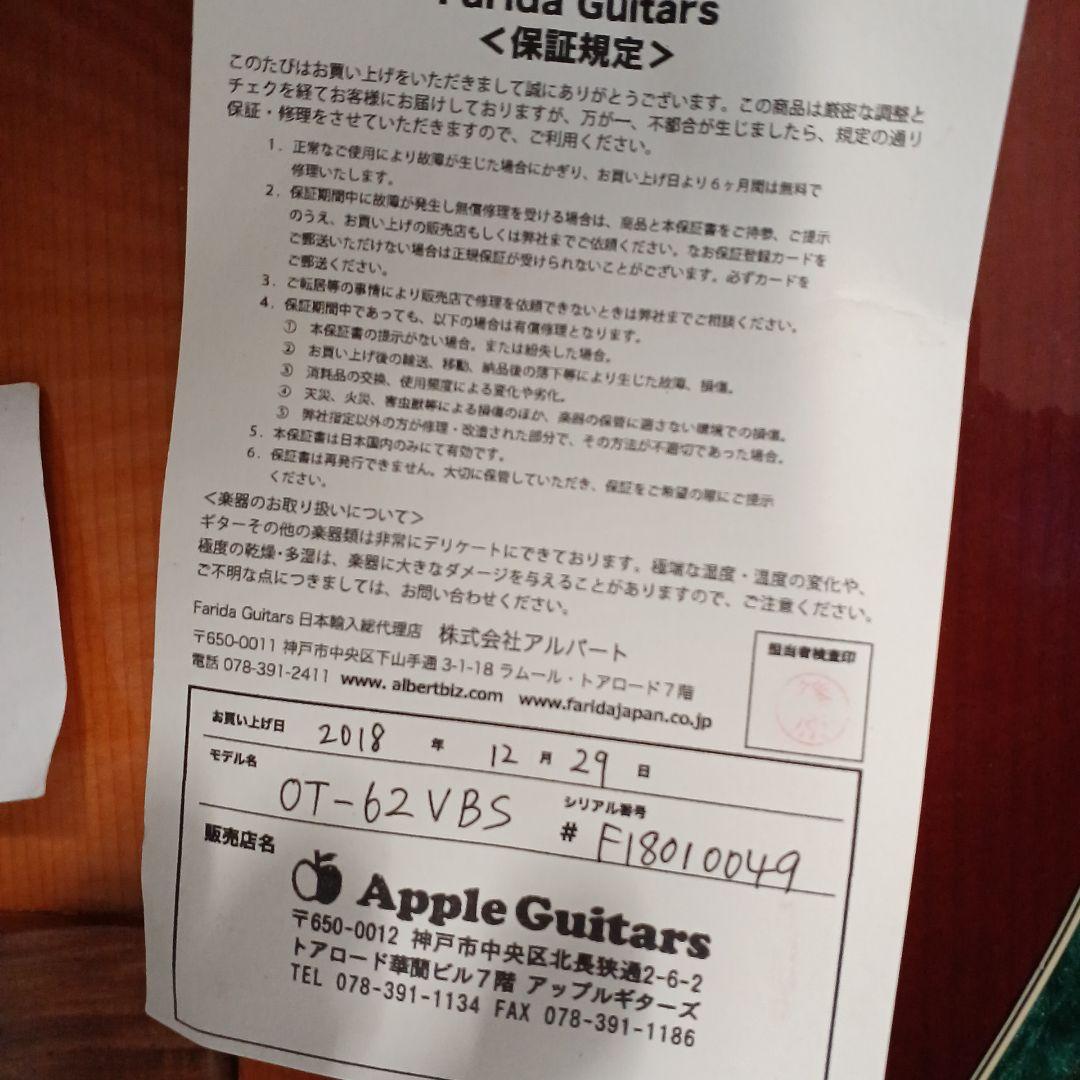 Farida Guitars
<保証規定>
このたびはお買い上げをいただきまして誠にありがとうございます。この商品は厳密な調整と
チェクを経てお客様にお届けしておりますが、万が一、不都合が生じましたら、規定の通り
保証・修理をさせていただきますので、ご利用ください。
1. 正常なご使用により故障が生じた場合にかぎり、お買い上げ日より6ヶ月間は無料で
修理いたします。
2. 保証期間中に故障が発生し無償修理を受ける場合は、商品と本保証書をご持参、ご提示
のうえ、お買い上げの販売店もしくは弊社までご依頼ください。なお保証登録カードを
ご郵送いただけない場合は正規保証が受けられないことがございます。必ずカードを
ご郵送ください。
3. ご転居等の事情により販売店で修理を依頼できないときは弊社までご相談ください。
4. 保証期間中であっても、以下の場合は有償修理となります。
① 本保証書の提示がない場合。または紛失した場合。
② お買い上げ後の輸送、移動、納品後の落下等により生じた故障、損傷。
③ 消耗品の交換、使用頻度による変化や劣化。
④ 天災、火災、害虫獣等による損傷のほか、楽器の保管に適さない環境での損傷。
⑤ 弊社指定以外の方が修理・改造された部分で、その方法が不適切であった場合。
5. 本保証書は日本国内のみにて有効です。
6. 保証書は再発行できません。大切に保管していただき、保証をご希望の際にご提示
ください。
<楽器のお取り扱いについて>
ギターその他の楽器類は非常にデリケートにできております。極端な湿度・温度の変化や、
極度の乾燥・多湿は、楽器に大きなダメージを与えることがありますので、ご注意ください。
ご不明な点につきましては、お問い合わせください。
Farida Guitars 日本輸入総代理店 株式会社アルバート
〒650-0011 神戸市中央区下山手通 3-1-18 ラムール・トアロード7階
電話 078-391-2411 www. albertbiz.com www.faridajapan.co.jp
担当者検査印
お買い上げ日 2018 年 12 月 29 日
モデル名 OT-62VBS シリアル番号 # F18010049
販売店名
Apple Guitars
〒650-0012 神戸市中央区北長狭通2-6-2
トアロード華蘭ビル7階 アップルギターズ
TEL 078-391-1134 FAX 078-391-1186